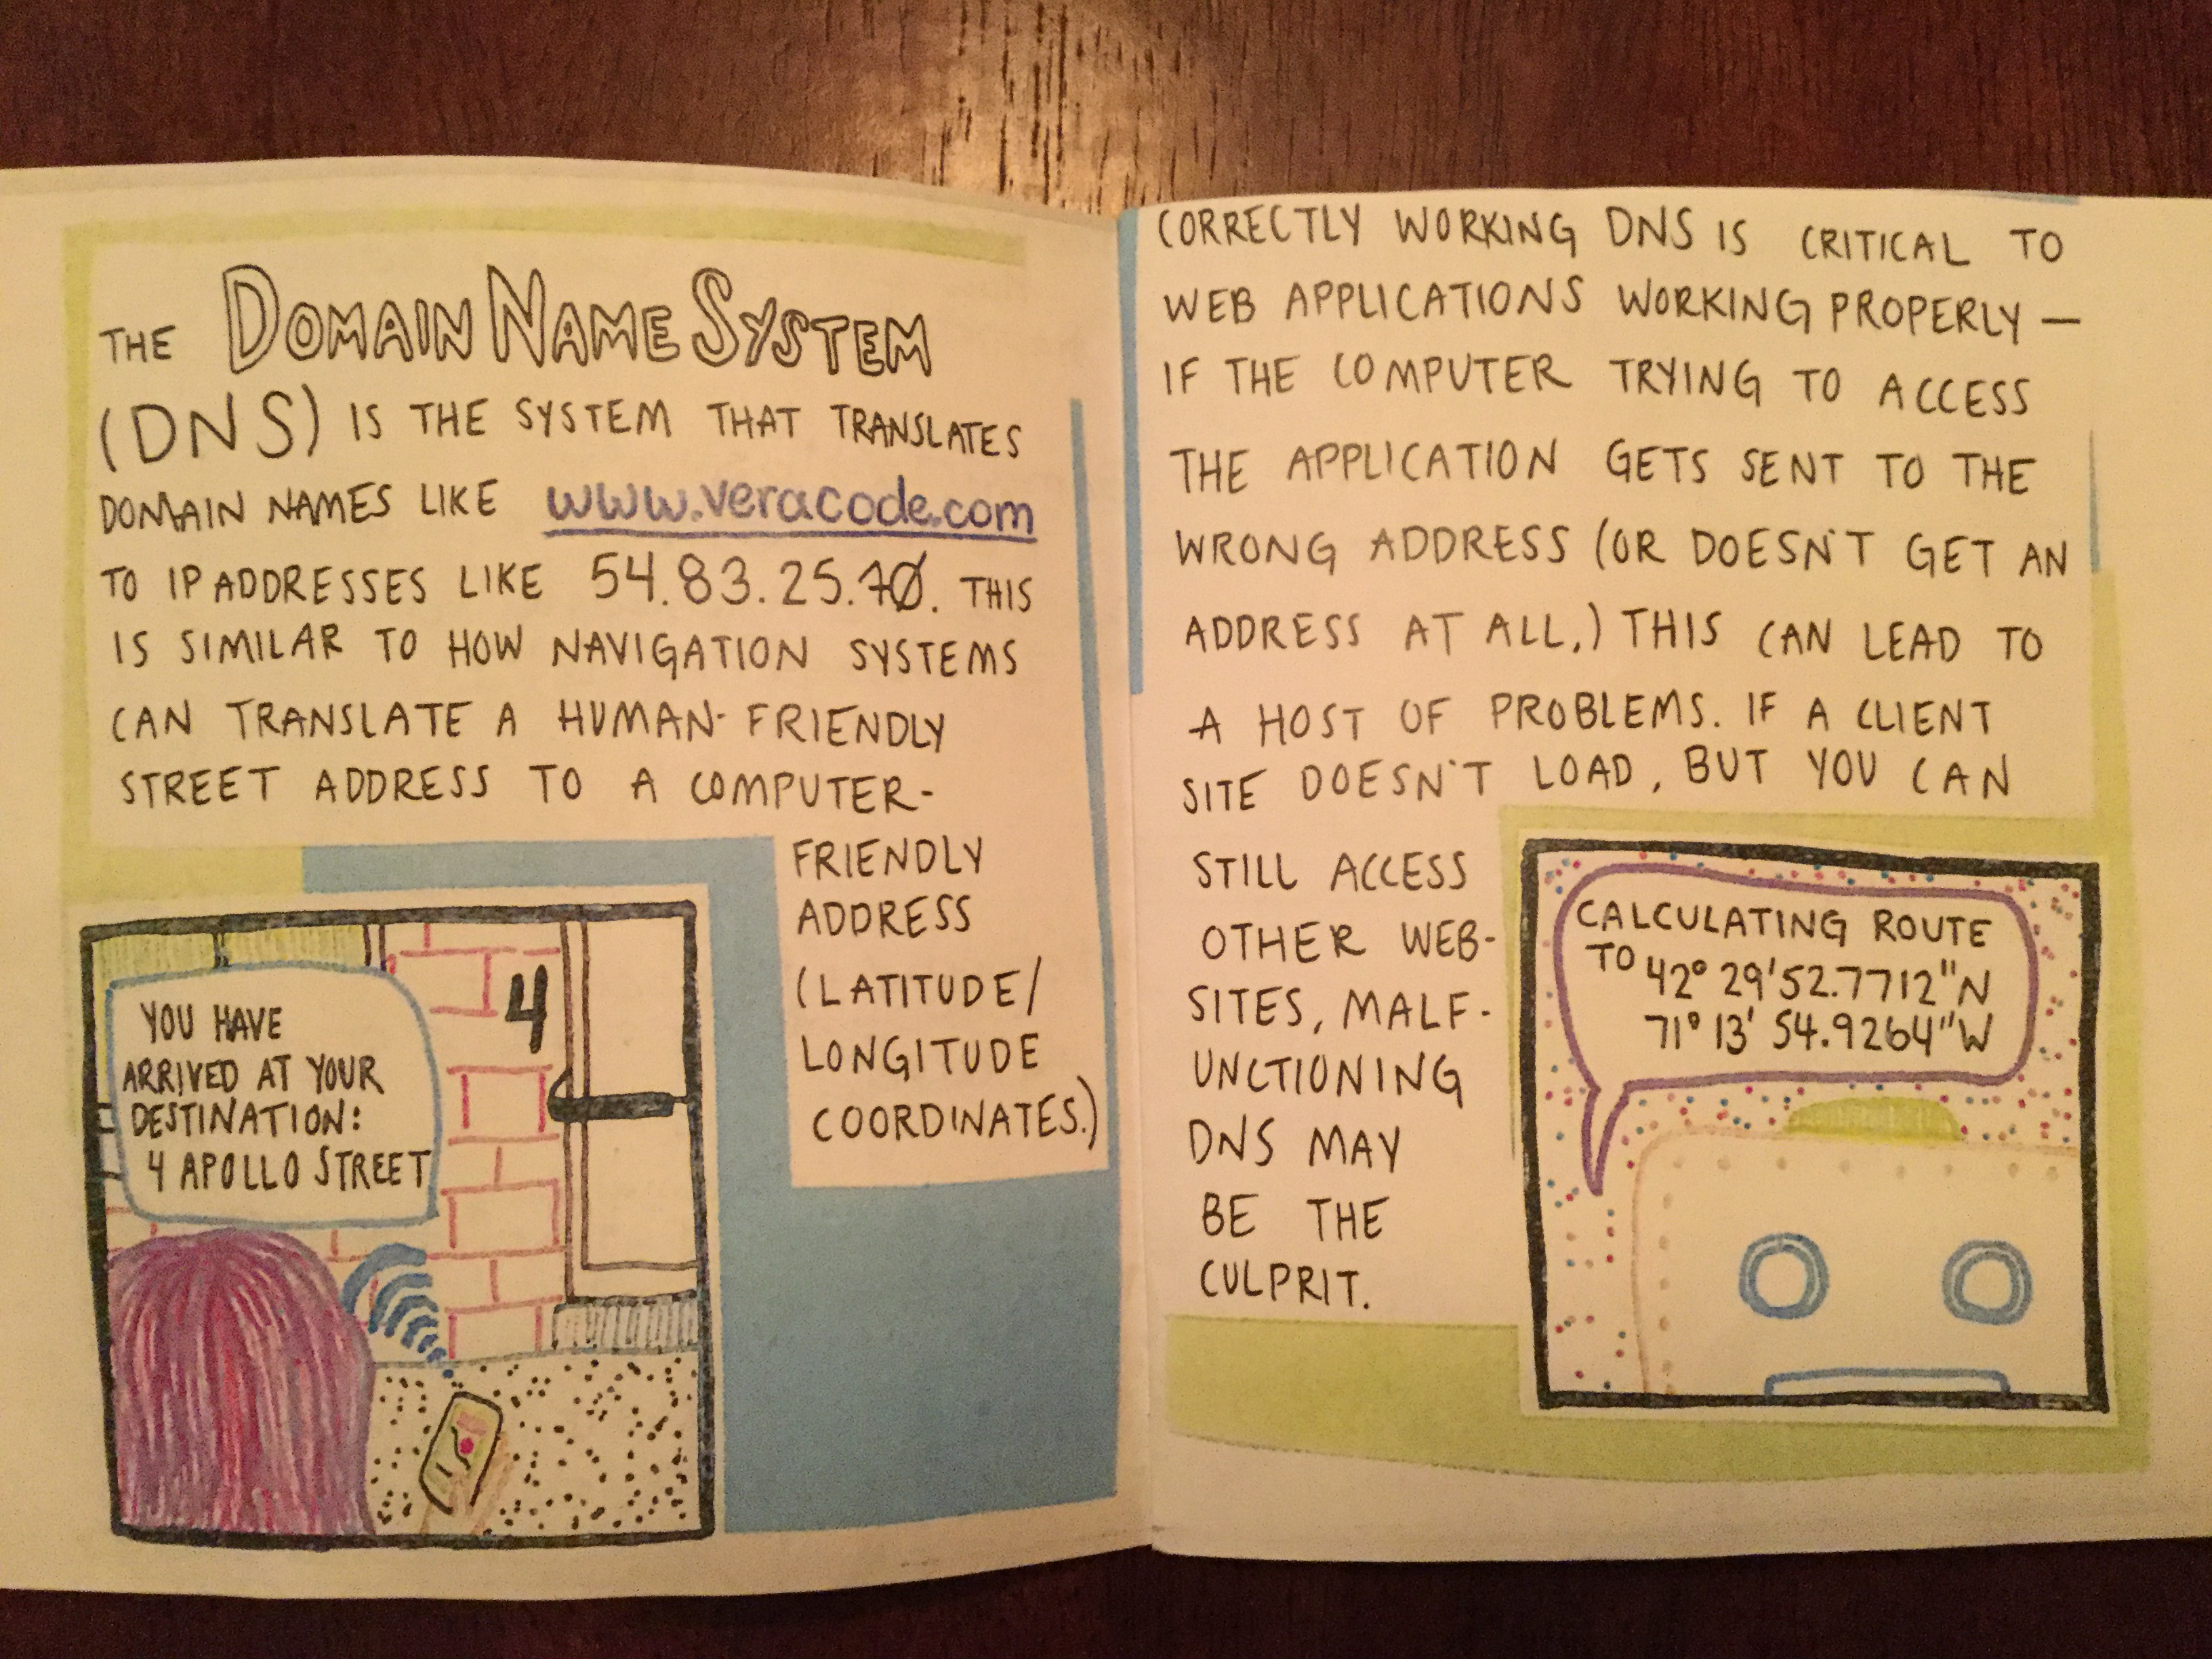 THE DOMAIN NAME SYSTEM
(DNS) IS THE SYSTEM THAT TRANSLATES
DOMAIN NAMES LIKE www.veracode.com
TO IP ADDRESSES LIKE 54.83.25.70. THIS
IS SIMILAR TO HOW NAVIGATION SYSTEMS
CAN TRANSLATE A HUMAN-FRIENDLY
STREET ADDRESS TO A COMPUTER-
FRIENDLY
ADDRESS
(LATITUDE/
LONGITUDE
COORDINATES.)
YOU HAVE
ARRIVED AT YOUR
DESTINATION:
4 APOLLO STREET
4
CORRECTLY WORKING DNS IS CRITICAL TO
WEB APPLICATIONS WORKING PROPERLY —
IF THE COMPUTER TRYING TO ACCESS
THE APPLICATION GETS SENT TO THE
WRONG ADDRESS (OR DOESN'T GET AN
ADDRESS AT ALL,) THIS CAN LEAD TO
A HOST OF PROBLEMS. IF A CLIENT
SITE DOESN'T LOAD, BUT YOU CAN
STILL ACCESS
OTHER WEB-
SITES, MALF-
UNCTIONING
DNS MAY
BE THE
CULPRIT.
CALCULATING ROUTE
TO 42° 29'52.7712"N
71° 13' 54.9264"W